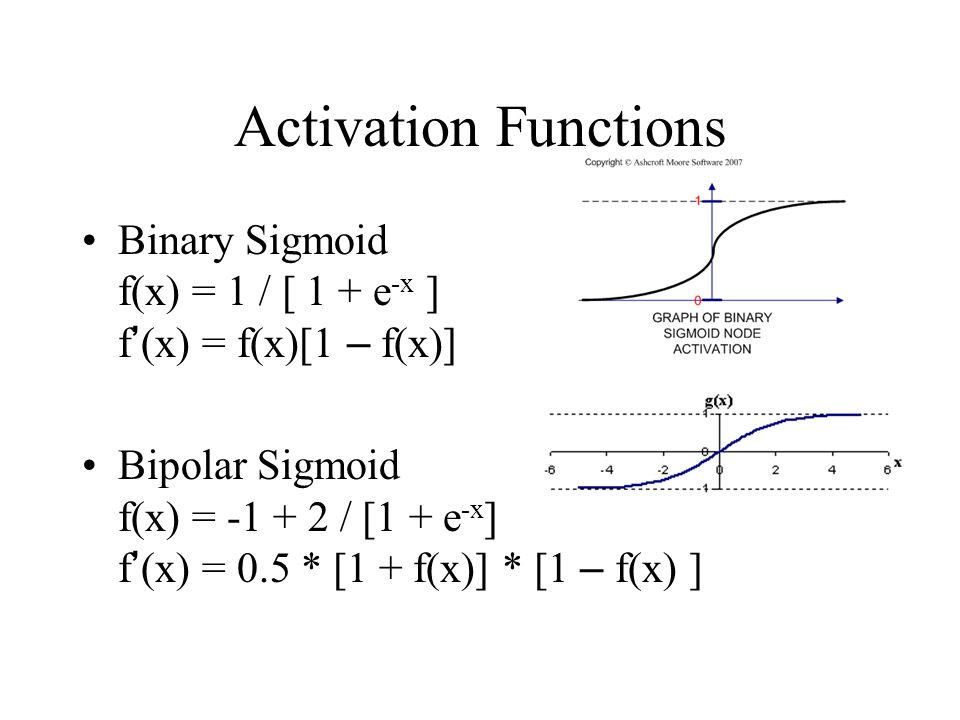 Activation Functions
Copyright © Ashcroft Moore Software 2007
• Binary Sigmoid
f(x) = 1 / [ 1 + e⁻ˣ ]
f’(x) = f(x)[1 – f(x)]
1
0
GRAPH OF BINARY
SIGMOID NODE
ACTIVATION
• Bipolar Sigmoid
f(x) = -1 + 2 / [1 + e⁻ˣ]
f’(x) = 0.5 * [1 + f(x)] * [1 – f(x) ]
g(x)
1
0
-6 -4 -2 0 2 4 6 x
-1